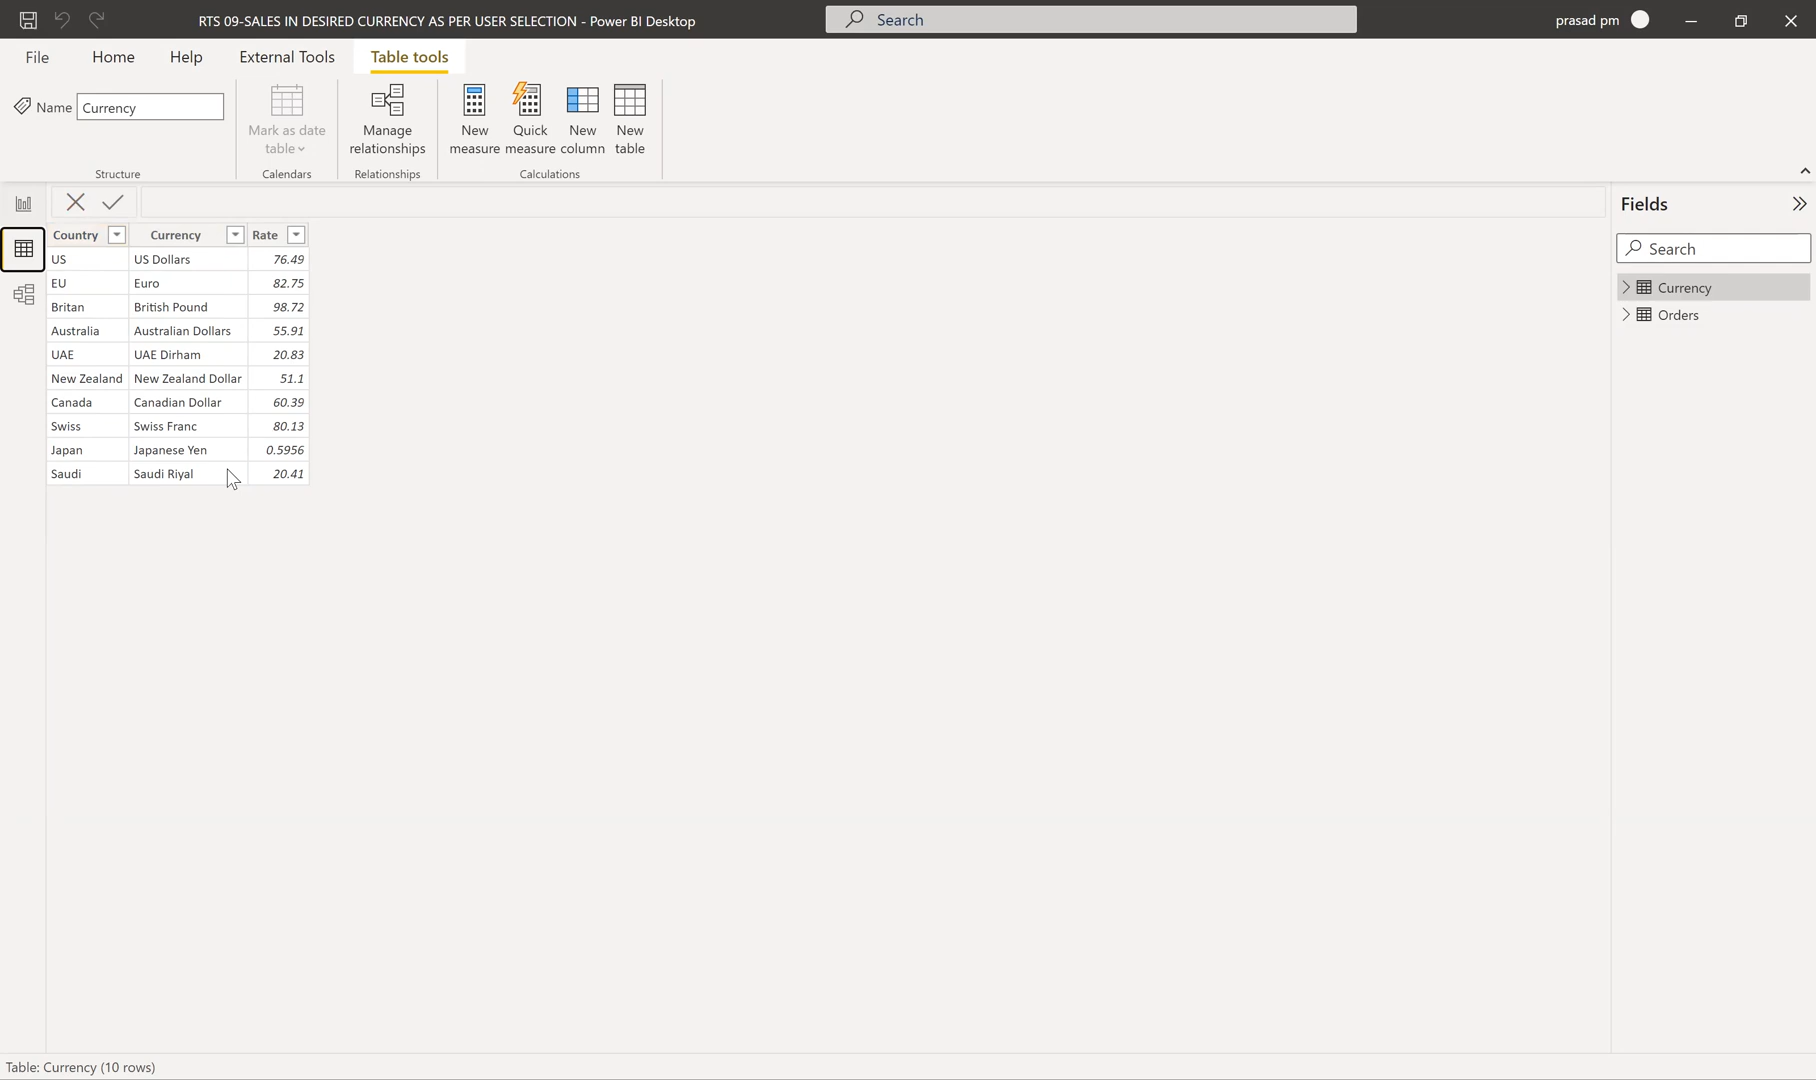 RTS 09-SALES IN DESIRED CURRENCY AS PER USER SELECTION - Power BI Desktop
Search
prasad pm
File
Home
Help
External Tools
Table tools
Name
Currency
Mark as date
table
Manage
relationships
New
measure
Quick
measure
New
column
New
table
Structure
Calendars
Relationships
Calculations
Fields
Search
Currency
Orders
Country Currency Rate
US US Dollars 76.49
EU Euro 82.75
Britan British Pound 98.72
Australia Australian Dollars 55.91
UAE UAE Dirham 20.83
New Zealand New Zealand Dollar 51.1
Canada Canadian Dollar 60.39
Swiss Swiss Franc 80.13
Japan Japanese Yen 0.5956
Saudi Saudi Riyal 20.41
Table: Currency (10 rows)